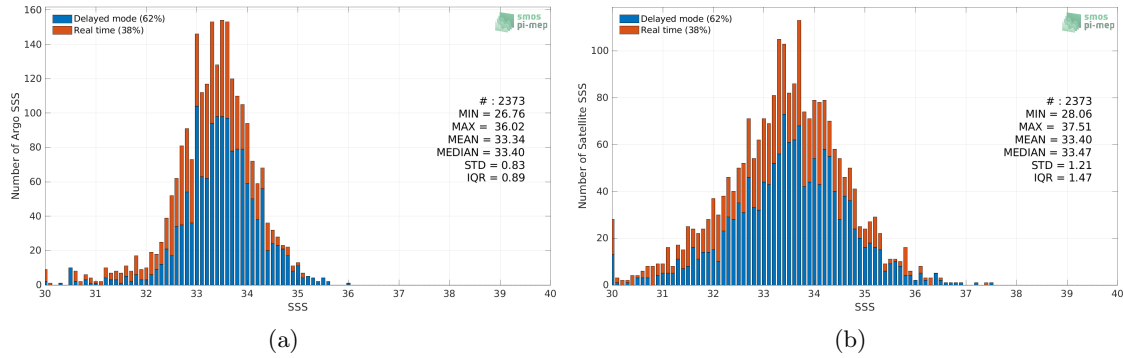 Delayed mode (62%)
Real time (38%)
smos
pi-mep
# : 2373
MIN = 26.76
MAX = 36.02
MEAN = 33.34
MEDIAN = 33.40
STD = 0.83
IQR = 0.89
Number of Argo SSS
160
140
120
100
80
60
40
20
0
30 31 32 33 34 35 36 37 38 39 40
SSS
(a)
Delayed mode (62%)
Real time (38%)
smos
pi-mep
# : 2373
MIN = 28.06
MAX = 37.51
MEAN = 33.40
MEDIAN = 33.47
STD = 1.21
IQR = 1.47
Number of Satellite SSS
100
80
60
40
20
0
30 31 32 33 34 35 36 37 38 39 40
SSS
(b)